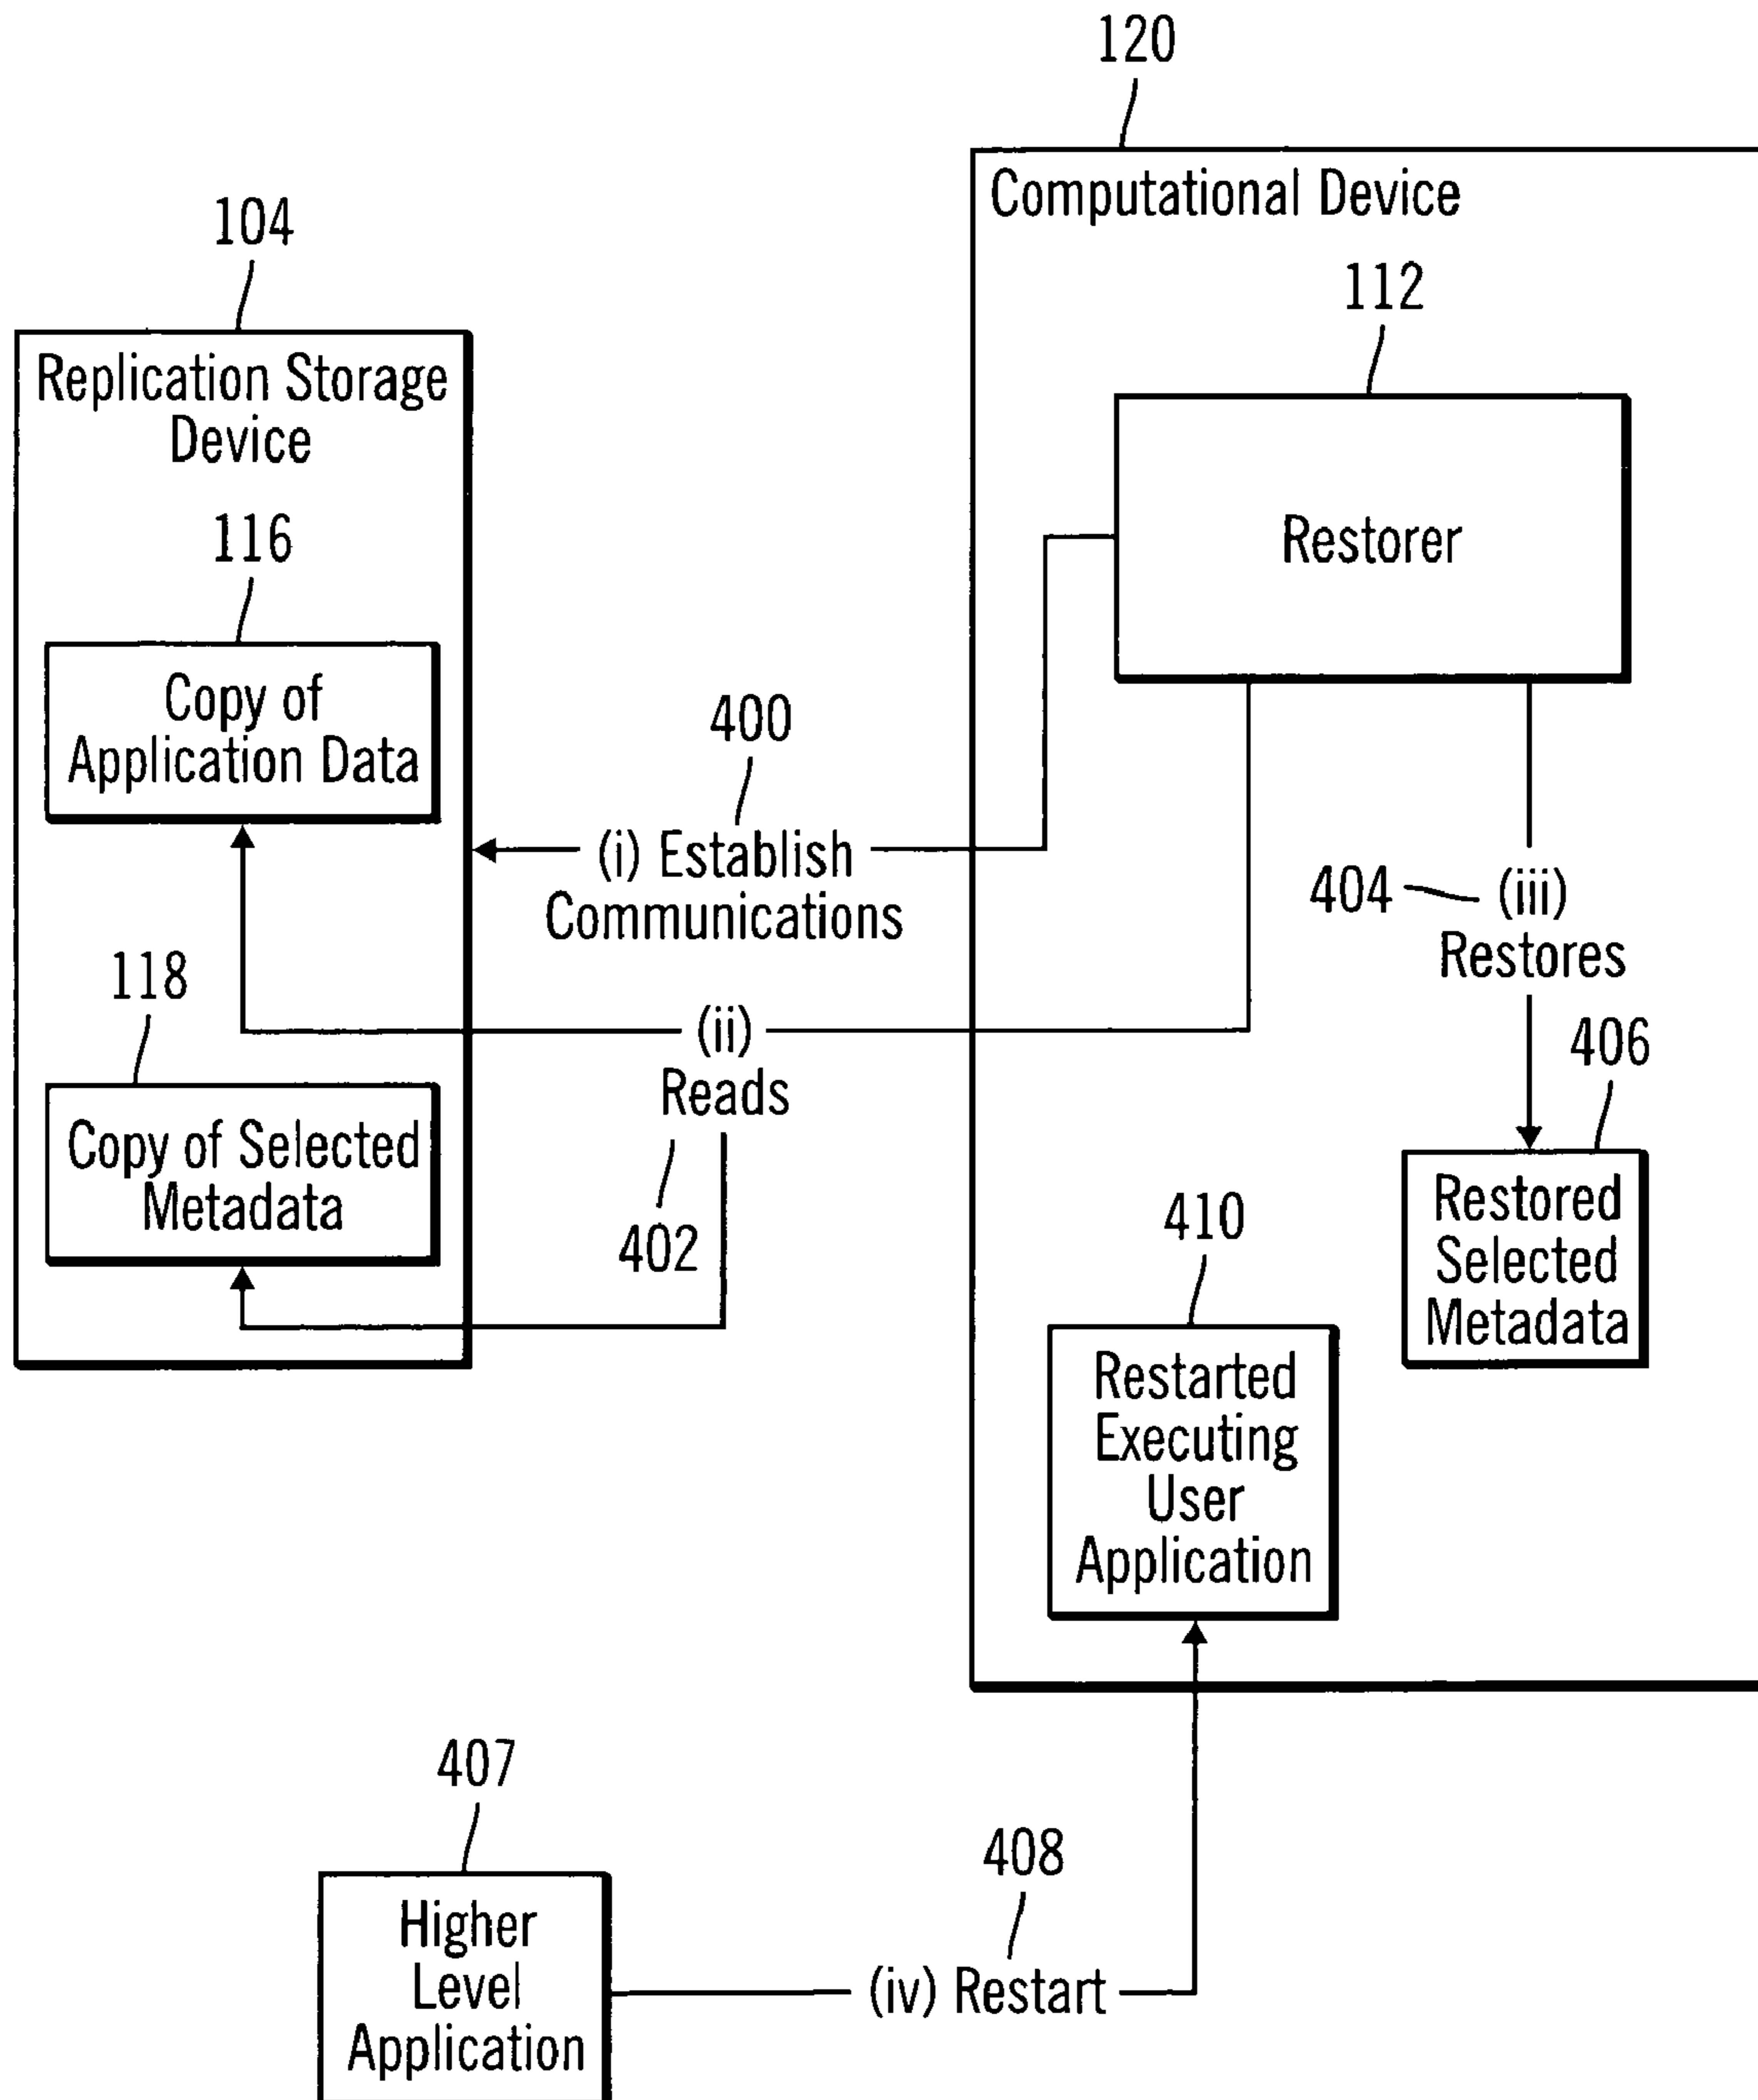 120
Computational Device
104
112
Replication Storage
Device
Restorer
116
Copy of
Application Data
400
(i) Establish
Communications
404
(iii)
Restores
118
(ii)
Reads
406
Copy of Selected
Metadata
402
410
Restored
Selected
Metadata
Restarted
Executing
User
Application
407
408
Higher
Level
Application
(iv) Restart